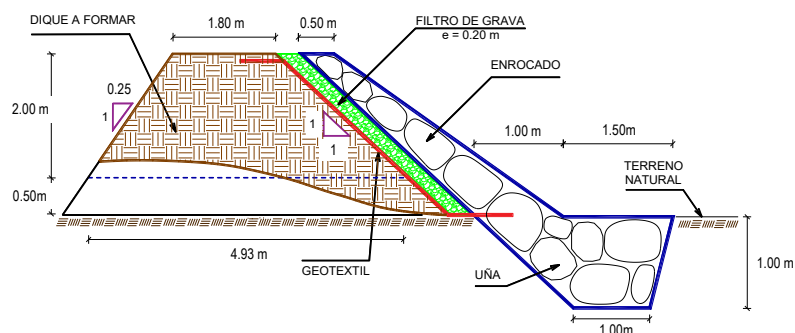 1.80 m
0.50 m
DIQUE A FORMAR
FILTRO DE GRAVA
e = 0.20 m
ENROCADO
0.25
1
2.00 m
1
1
1.00 m
1.50m
TERRENO
NATURAL
0.50m
4.93 m
GEOTEXTIL
UÑA
1.00 m
1.00m